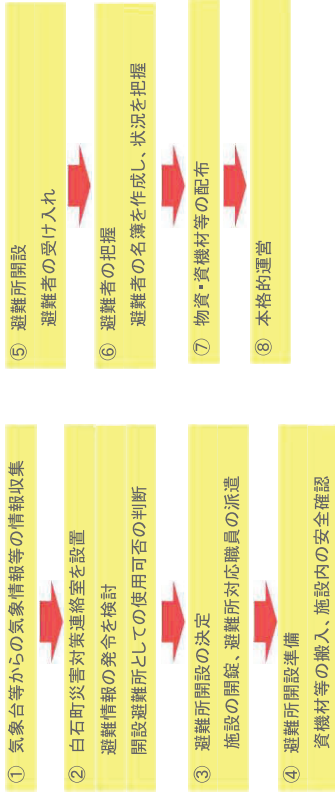 ① 気象台等からの気象情報等の情報収集
② 白石町災害対策連絡室を設置
避難情報の発令を検討
開設避難所としての使用可否の判断
③ 避難所開設の決定
施設の開錠、避難所対応職員の派遣
④ 避難所開設準備
資機材等の搬入、施設内の安全確認
⑤ 避難所開設
避難者の受け入れ
⑥ 避難者の把握
避難者の名簿を作成し、状況を把握
⑦ 物資・資機材等の配布
⑧ 本格的運営